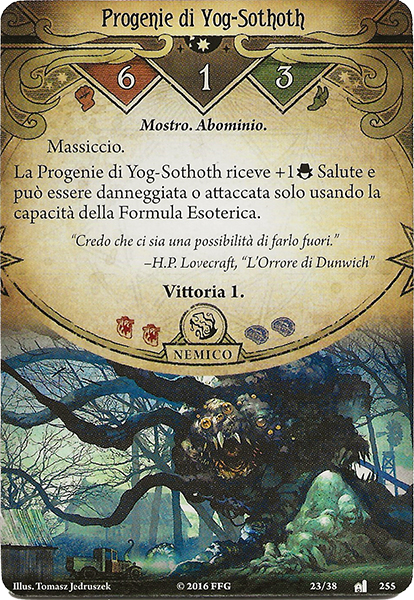 Progenie di Yog-Sothoth
6 1 3
Mostro. Abominio.
Massiccio.
La Progenie di Yog-Sothoth riceve +1 Salute e
può essere danneggiata o attaccata solo usando la
capacità della Formula Esoterica.
“Credo che ci sia una possibilità di farlo fuori.”
–H.P. Lovecraft, “L’Orrore di Dunwich”
Vittoria 1.
NEMICO
Illus. Tomasz Jedruszek © 2016 FFG 23/38 255